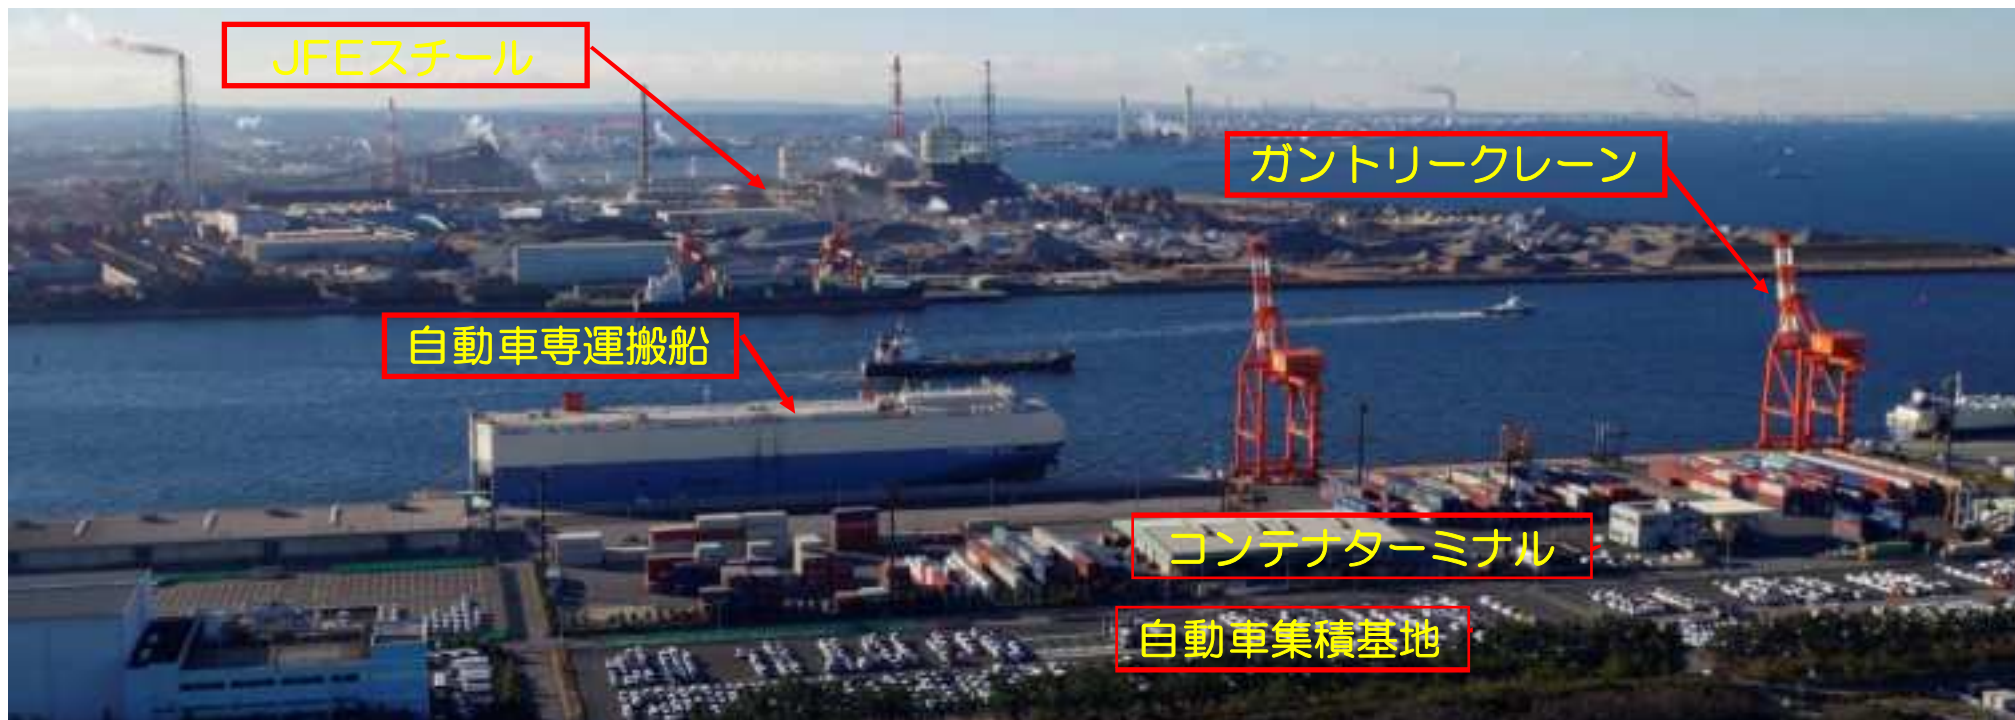 JFEスチール
ガントリークレーン
自動車専運搬船
コンテナターミナル
自動車集積基地